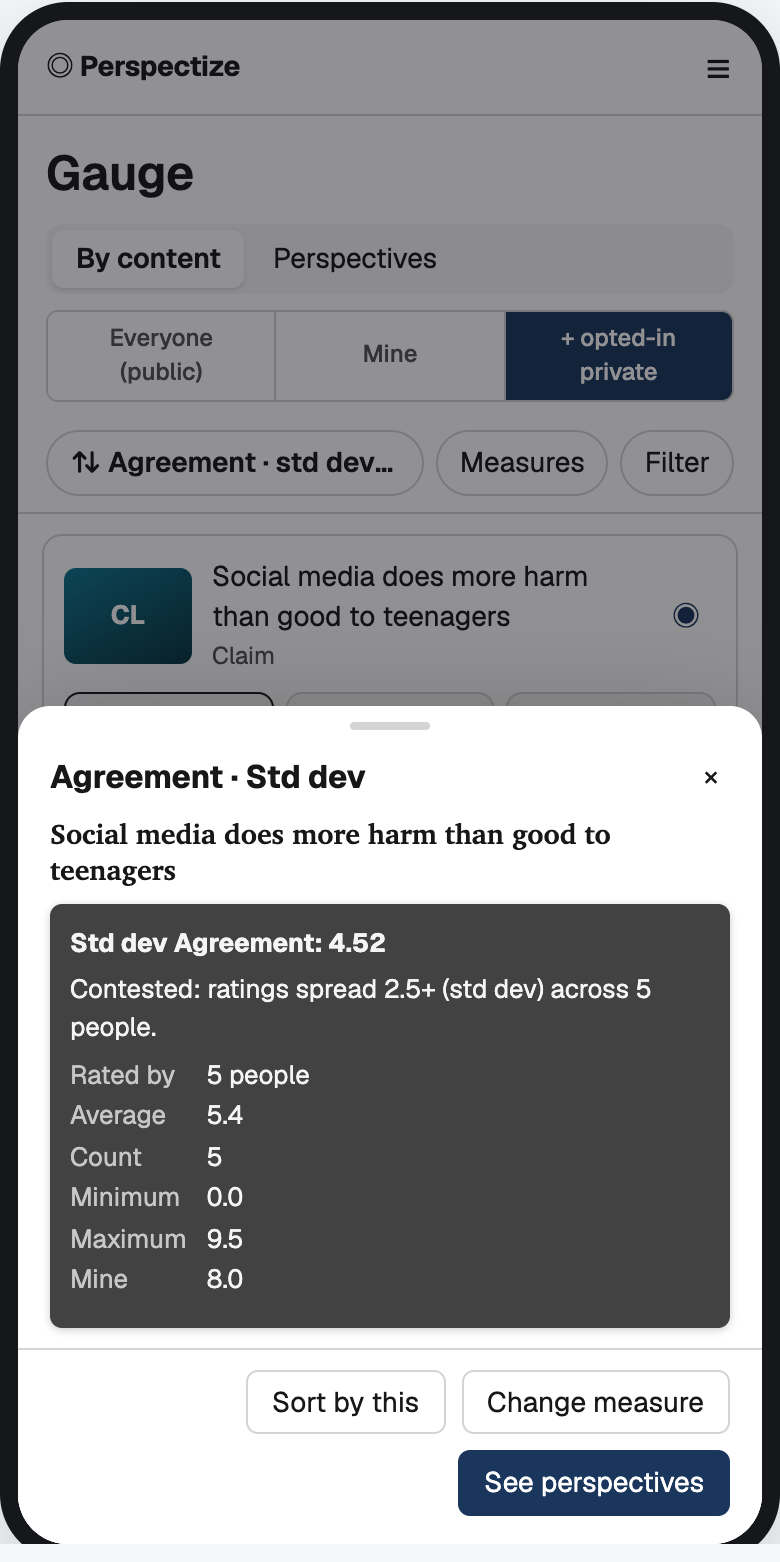 Perspectize
Gauge
By content
Perspectives
Everyone
(public)
Mine
+ opted-in
private
Agreement · std dev…
Measures
Filter
CL
Social media does more harm
than good to teenagers
Claim
Agreement · Std dev
×
Social media does more harm than good to
teenagers
Std dev Agreement: 4.52
Contested: ratings spread 2.5+ (std dev) across 5
people.
Rated by 5 people
Average 5.4
Count 5
Minimum 0.0
Maximum 9.5
Mine 8.0
Sort by this
Change measure
See perspectives